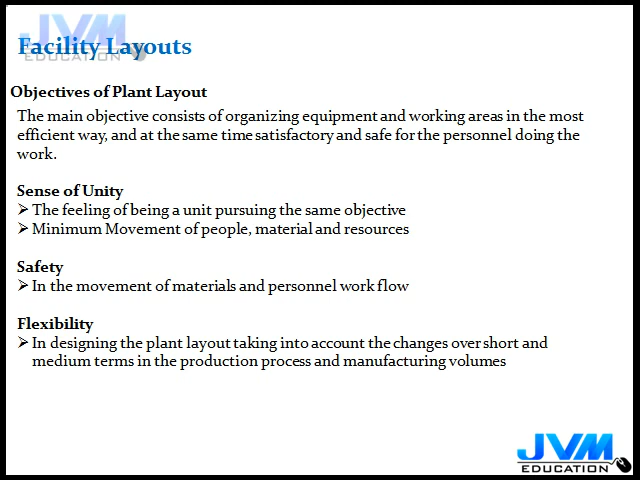 JVM
Facility Layouts
EDUCATION
Objectives of Plant Layout
The main objective consists of organizing equipment and working areas in the most
efficient way, and at the same time satisfactory and safe for the personnel doing the
work.
Sense of Unity
➢ The feeling of being a unit pursuing the same objective
➢ Minimum Movement of people, material and resources
Safety
➢ In the movement of materials and personnel work flow
Flexibility
➢ In designing the plant layout taking into account the changes over short and
medium terms in the production process and manufacturing volumes
JVM
EDUCATION